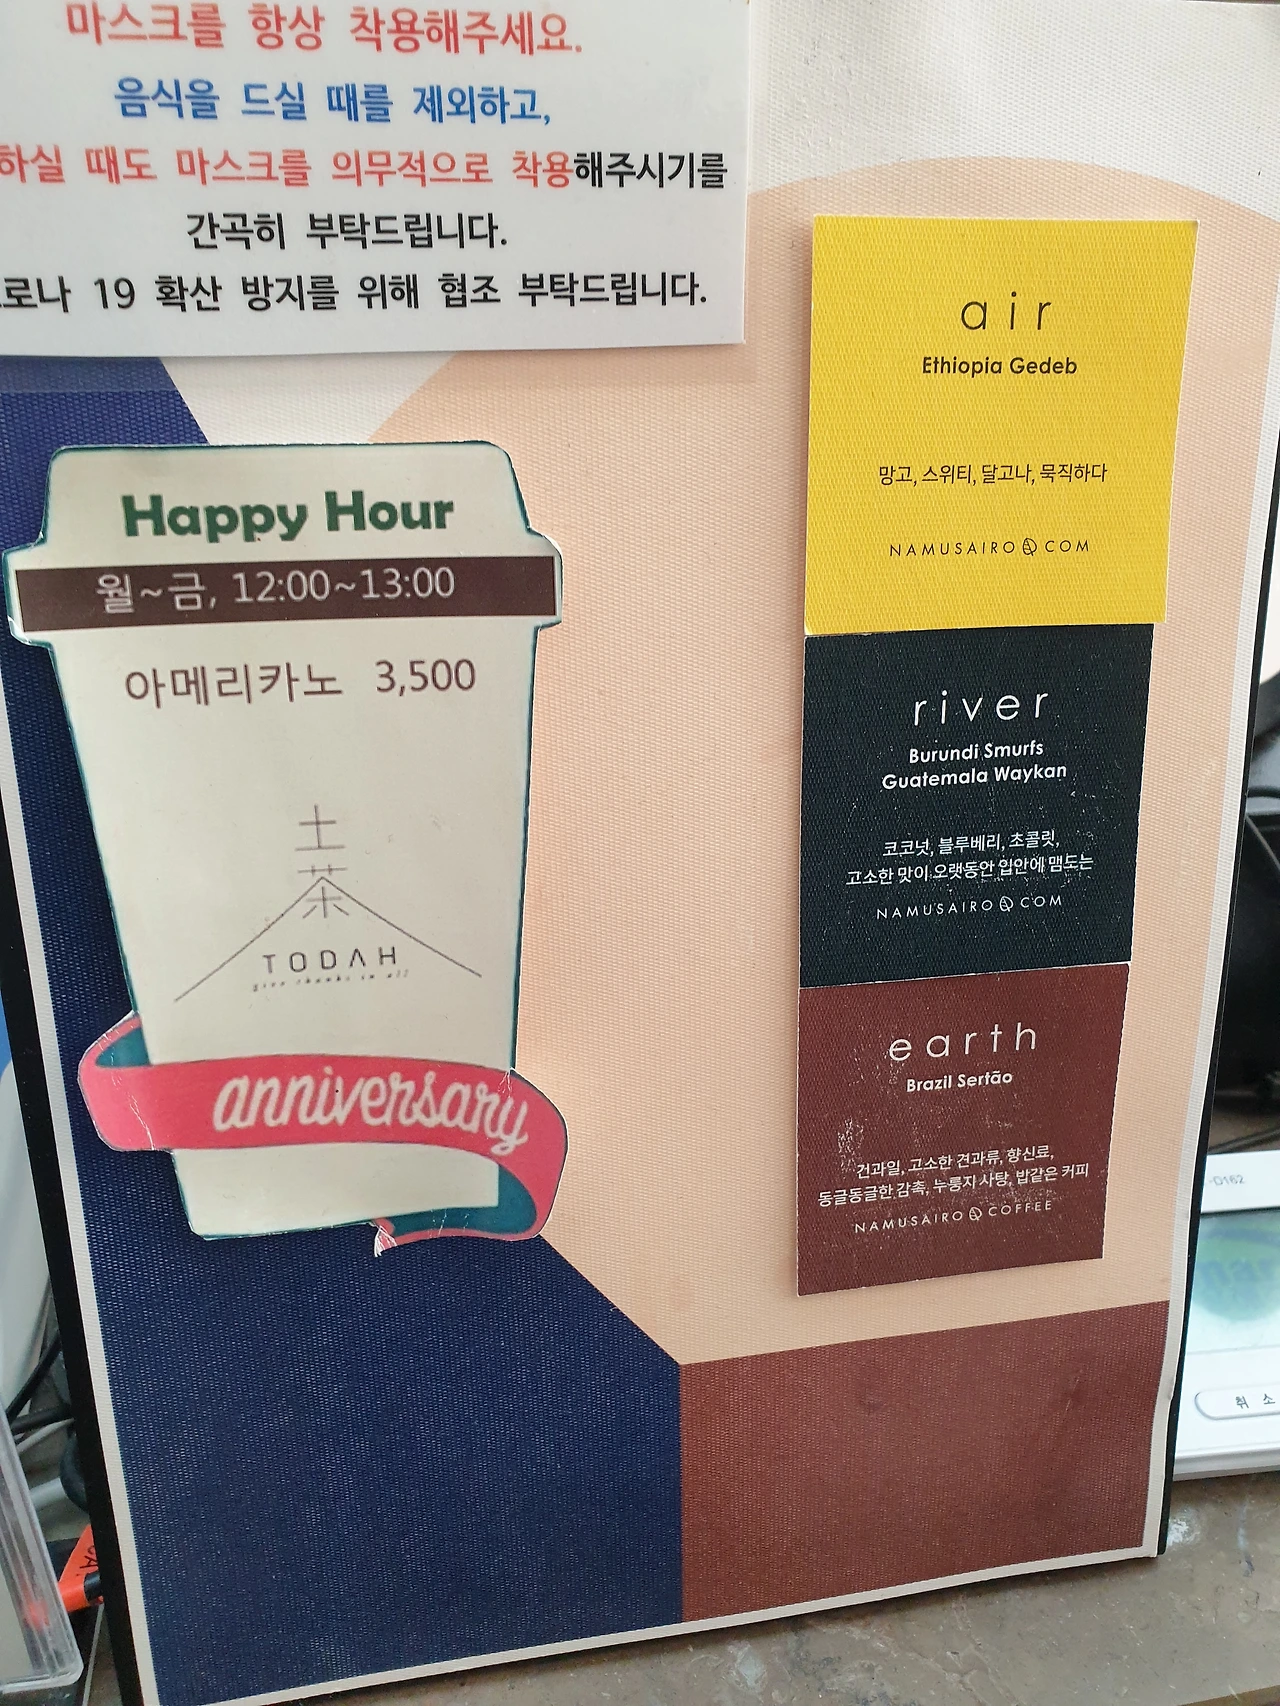 마스크를 항상 착용해주세요.
음식을 드실 때를 제외하고,
하실 때도 마스크를 의무적으로 착용해주시기를
간곡히 부탁드립니다.
로나 19 확산 방지를 위해 협조 부탁드립니다.
Happy Hour
월~금, 12:00~13:00
아메리카노 3,500
土
茶
TODAH
give thanks in all
anniversary
air
Ethiopia Gedeb
망고, 스위티, 달고나, 묵직하다
NAMUSAIRO COM
river
Burundi Smurfs
Guatemala Waykan
코코넛, 블루베리, 초콜릿,
고소한 맛이 오랫동안 입안에 맴도는
NAMUSAIRO COM
earth
Brazil Sertão
건과일, 고소한 견과류, 향신료,
동글동글한 감촉, 누룽지 사탕, 밥같은 커피
NAMUSAIRO COFFEE
-D162
취 소